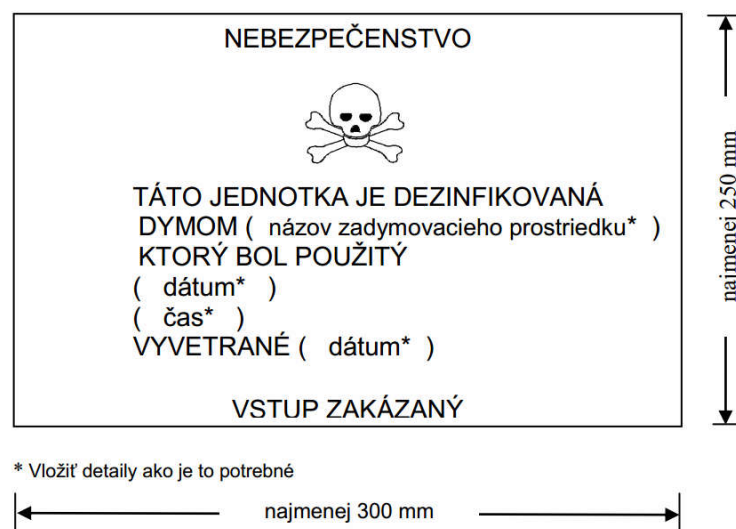 NEBEZPEČENSTVO
TÁTO JEDNOTKA JE DEZINFIKOVANÁ
DYMOM ( názov zadymovacieho prostriedku* )
KTORÝ BOL POUŽITÝ
( dátum* )
( čas* )
VYVETRANÉ ( dátum* )
VSTUP ZAKÁZANÝ
najmenej 250 mm
* Vložiť detaily ako je to potrebné
najmenej 300 mm